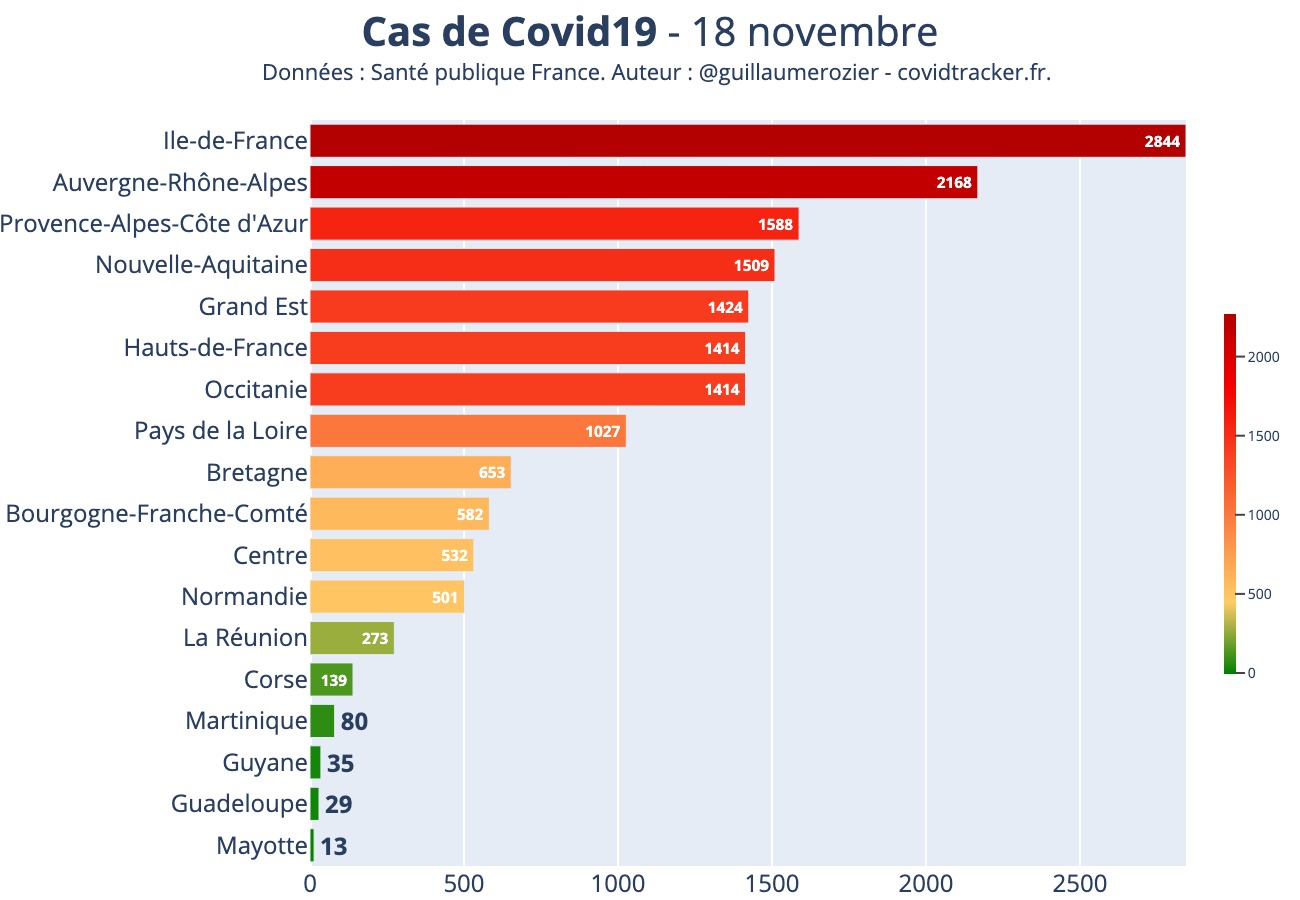 Cas de Covid19 - 18 novembre
Données : Santé publique France. Auteur : @guillaumerozier - covidtracker.fr.
Ile-de-France 2844
Auvergne-Rhône-Alpes 2168
Provence-Alpes-Côte d'Azur 1588
Nouvelle-Aquitaine 1509
Grand Est 1424
Hauts-de-France 1414
Occitanie 1414
Pays de la Loire 1027
Bretagne 653
Bourgogne-Franche-Comté 582
Centre 532
Normandie 501
La Réunion 273
Corse 139
Martinique 80
Guyane 35
Guadeloupe 29
Mayotte 13
0 500 1000 1500 2000 2500
2000
1500
1000
500
0